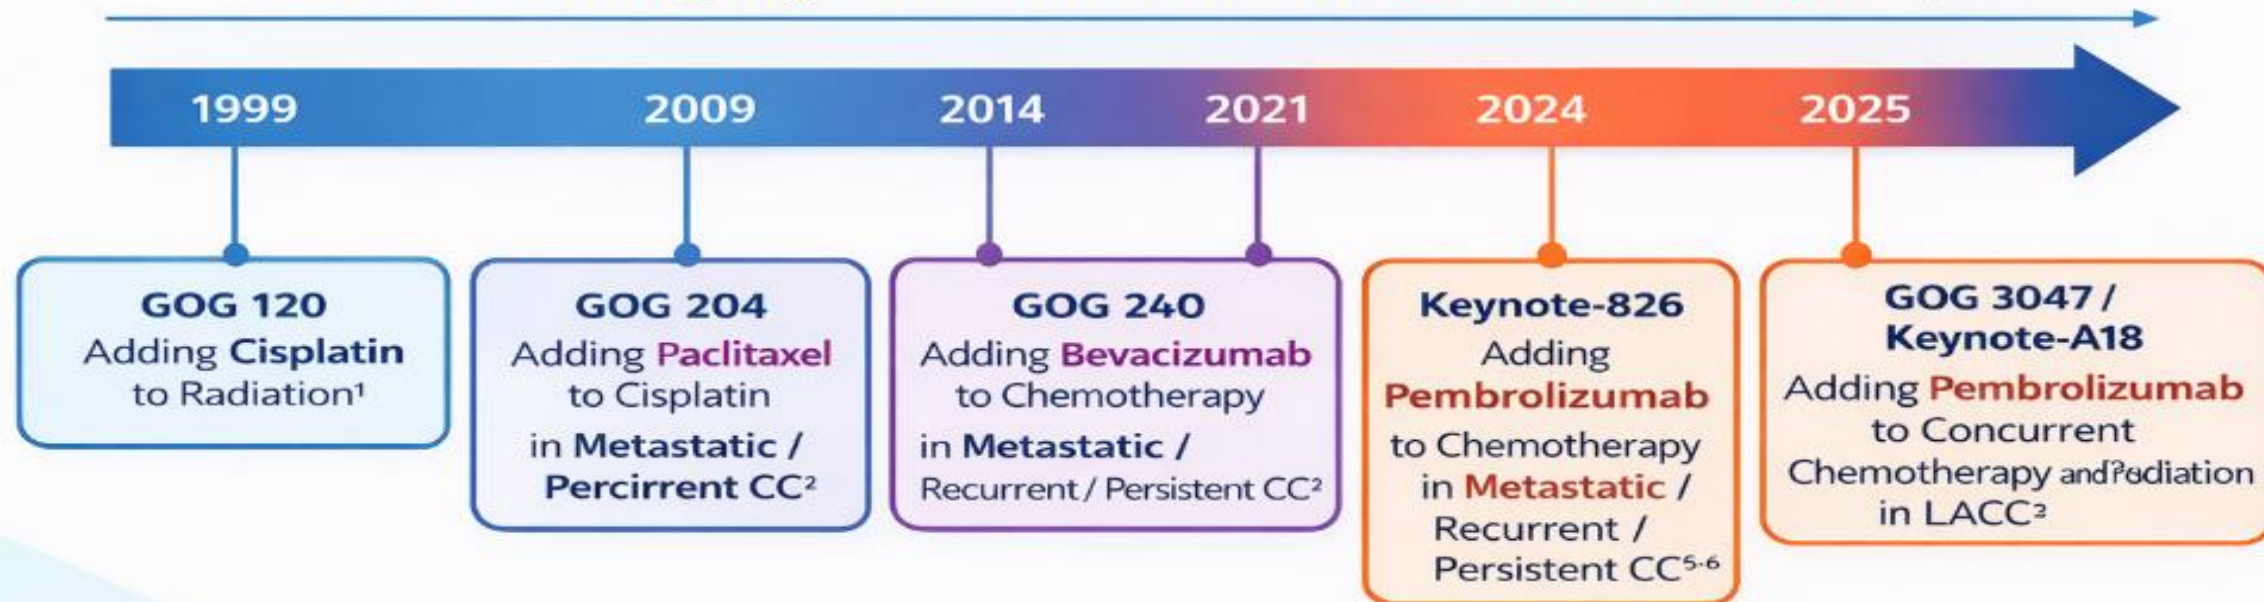 1999 2009 2014 2021 2024 2025
GOG 120
Adding Cisplatin
to Radiation¹
GOG 204
Adding Paclitaxel
to Cisplatin
in Metastatic /
Percirrent CC²
GOG 240
Adding Bevacizumab
to Chemotherapy
in Metastatic /
Recurrent / Persistent CC²
Keynote-826
Adding
Pembrolizumab
to Chemotherapy
in Metastatic /
Recurrent /
Persistent CC⁵·⁶
GOG 3047 /
Keynote-A18
Adding Pembrolizumab
to Concurrent
Chemotherapy
in LACC